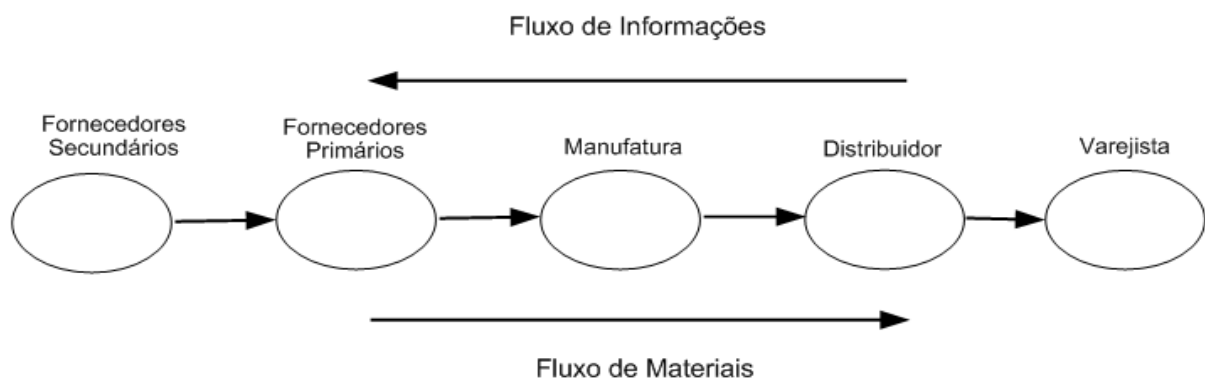 Fluxo de Informações
Fornecedores
Secundários
Fornecedores
Primários
Manufatura
Distribuidor
Varejista
Fluxo de Materiais